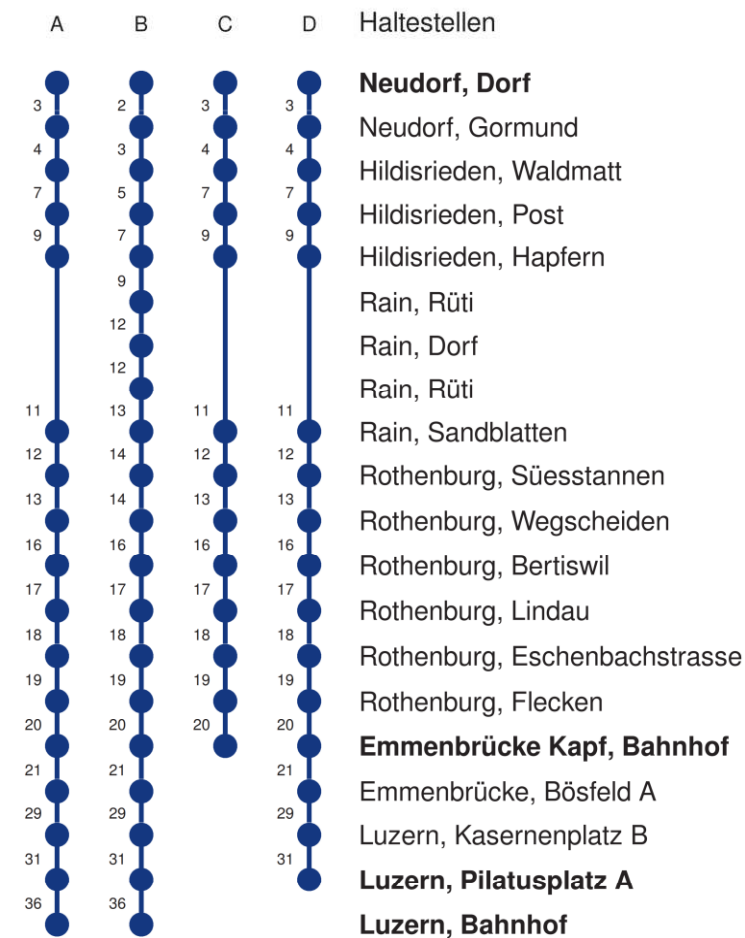 A B C D Haltestellen
Neudorf, Dorf
3 2 3 3
Neudorf, Gormund
4 3 4 4
Hildisrieden, Waldmatt
7 5 7 7
Hildisrieden, Post
9 7 9 9
Hildisrieden, Hapfern
9
Rain, Rüti
12
Rain, Dorf
12
Rain, Rüti
11 13 11 11
Rain, Sandblatten
12 14 12 12
Rothenburg, Süesstannen
13 14 13 13
Rothenburg, Wegscheiden
16 16 16 16
Rothenburg, Bertiswil
17 17 17 17
Rothenburg, Lindau
18 18 18 18
Rothenburg, Eschenbachstrasse
19 19 19 19
Rothenburg, Flecken
20 20 20 20
Emmenbrücke Kapf, Bahnhof
21 21 21
Emmenbrücke, Bösfeld A
29 29 29
Luzern, Kasernenplatz B
31 31 31
Luzern, Pilatusplatz A
36 36
Luzern, Bahnhof